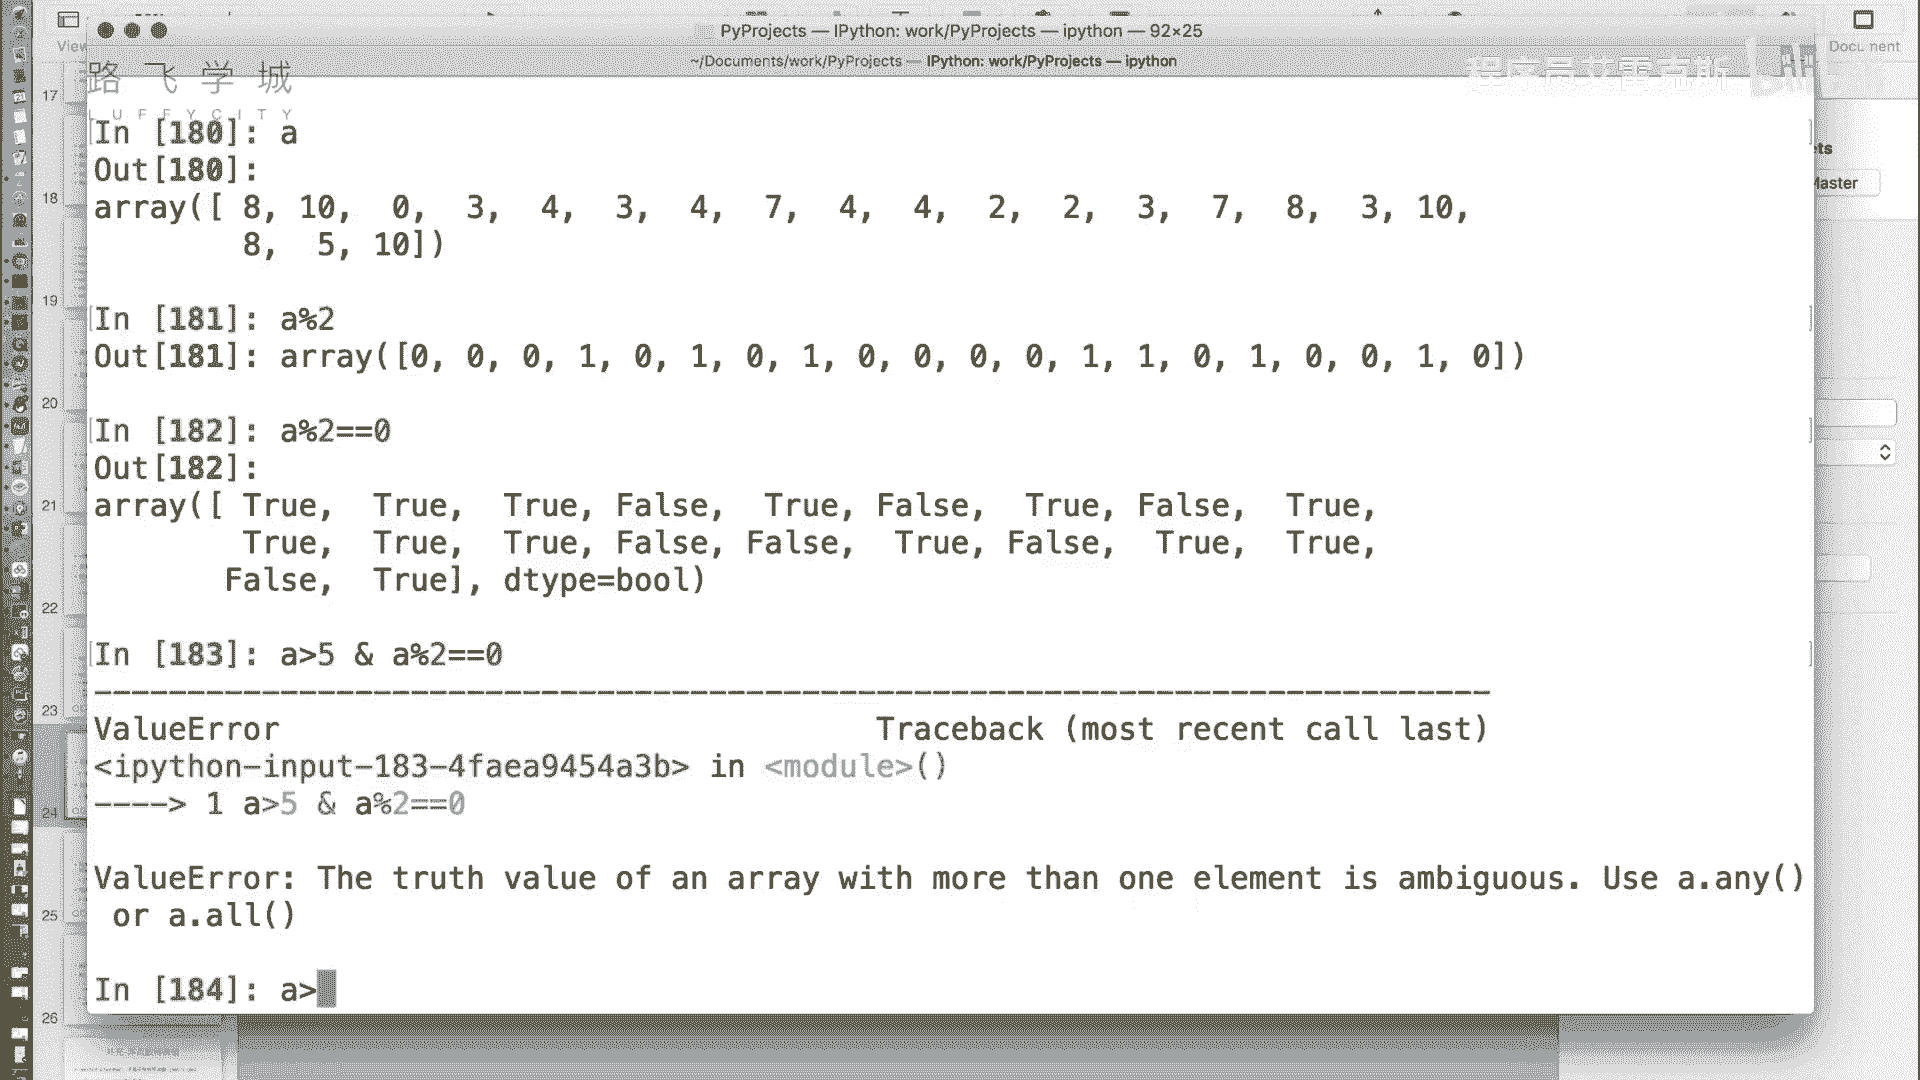 PyProjects — IPython: work/PyProjects — ipython — 92×25
View
Document
~/Documents/work/PyProjects — IPython: work/PyProjects — ipython
路飞学城
LUFFYCITY
程序员艾雷克斯
17
18
19
20
21
22
23
24
25
26
Master
In [180]: a
Out[180]:
array([ 8, 10,  0,  3,  4,  3,  4,  7,  4,  4,  2,  2,  3,  7,  8,  3, 10,
        8,  5, 10])
In [181]: a%2
Out[181]: array([0, 0, 0, 1, 0, 1, 0, 1, 0, 0, 0, 0, 1, 1, 0, 1, 0, 0, 1, 0])
In [182]: a%2==0
Out[182]:
array([ True,  True,  True, False,  True, False,  True, False,  True,
        True,  True,  True, False, False,  True, False,  True,  True,
       False,  True], dtype=bool)
In [183]: a>5 & a%2==0
---------------------------------------------------------------------------
ValueError                                Traceback (most recent call last)
<ipython-input-183-4faea9454a3b> in <module>()
----> 1 a>5 & a%2==0
ValueError: The truth value of an array with more than one element is ambiguous. Use a.any()
 or a.all()
In [184]: a>